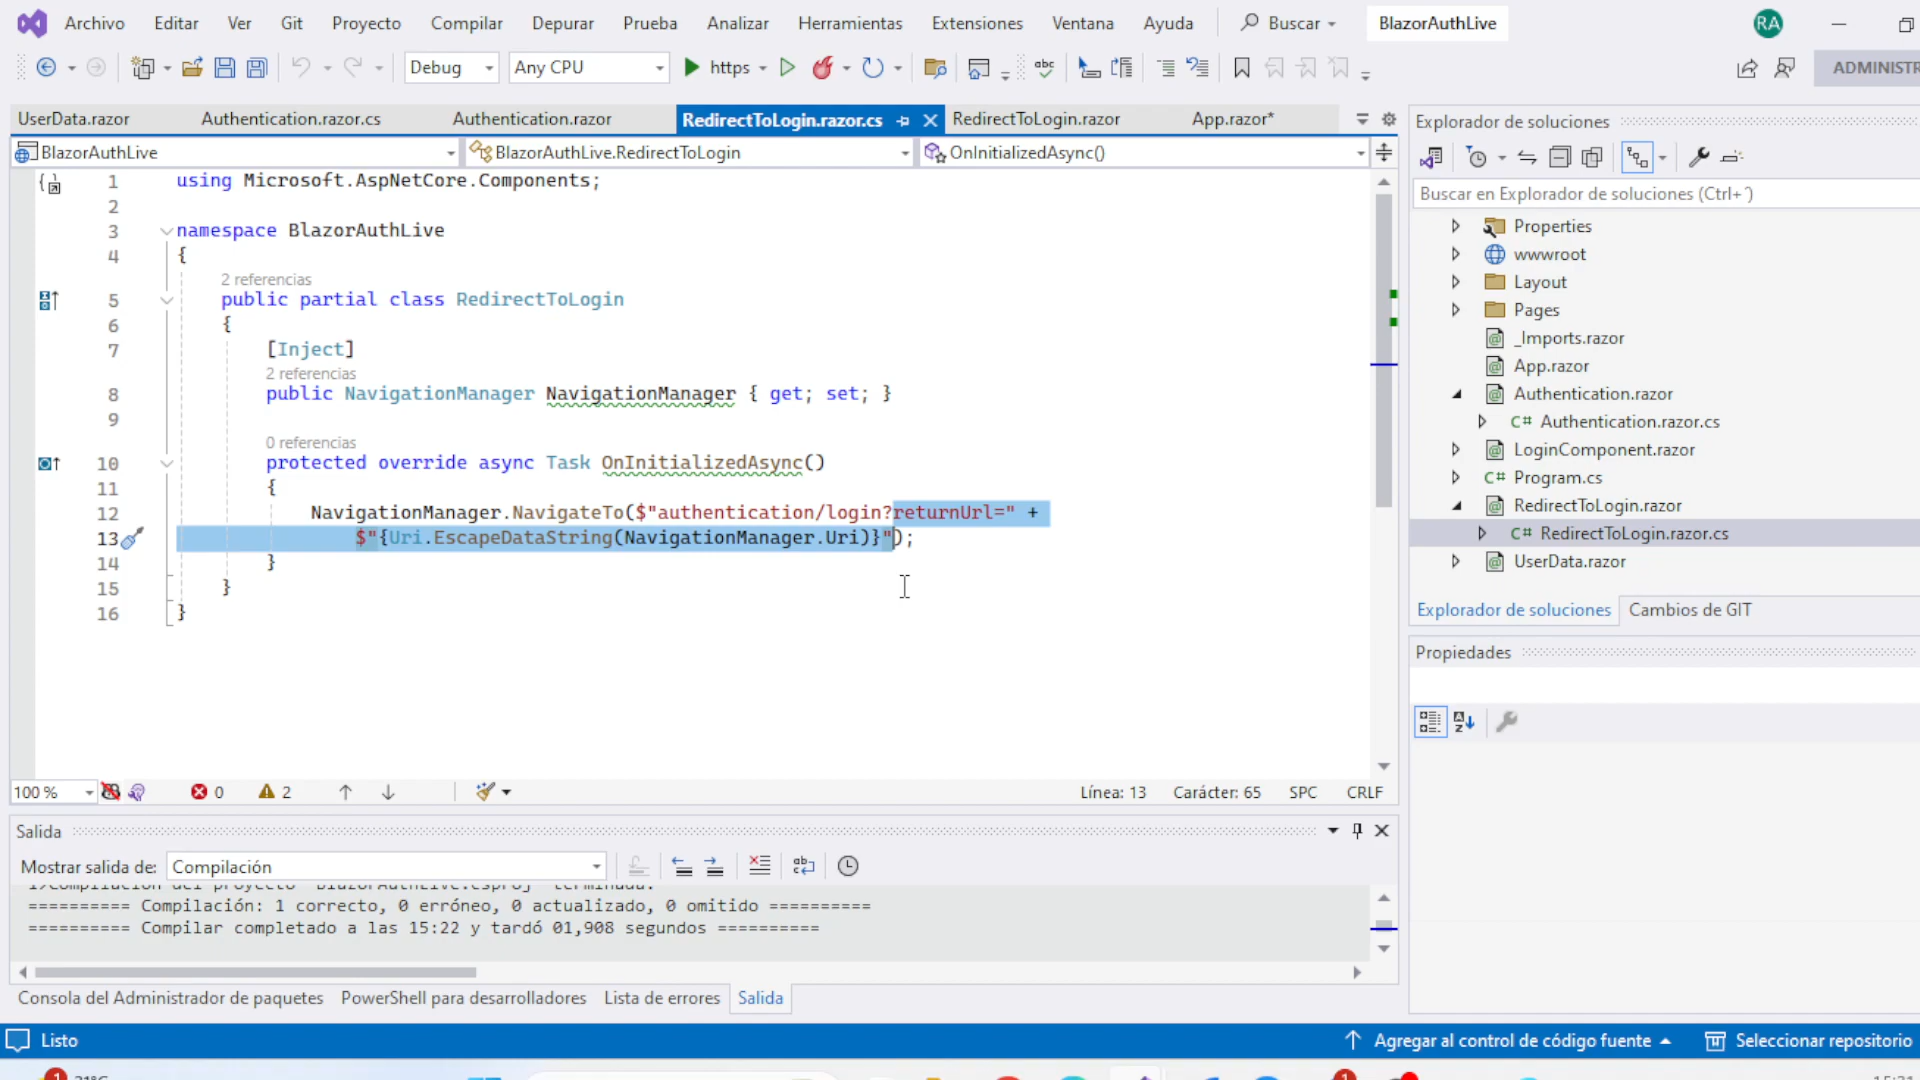 Archivo Editar Ver Git Proyecto Compilar Depurar Prueba Analizar Herramientas Extensiones Ventana Ayuda Buscar BlazorAuthLive RA
Debug Any CPU https ADMINISTR
UserData.razor Authentication.razor.cs Authentication.razor RedirectToLogin.razor.cs RedirectToLogin.razor App.razor*
BlazorAuthLive BlazorAuthLive.RedirectToLogin OnInitializedAsync()
1 using Microsoft.AspNetCore.Components;
2
3 namespace BlazorAuthLive
4 {
2 referencias
5 public partial class RedirectToLogin
6 {
7 [Inject]
2 referencias
8 public NavigationManager NavigationManager { get; set; }
9
0 referencias
10 protected override async Task OnInitializedAsync()
11 {
12 NavigationManager.NavigateTo($"authentication/login?returnUrl=" +
13 $"{Uri.EscapeDataString(NavigationManager.Uri)}");
14 }
15 }
16 }
100 % 0 2 Línea: 13 Carácter: 65 SPC CRLF
Salida
Mostrar salida de: Compilación
========== Compilación: 1 correcto, 0 erróneo, 0 actualizado, 0 omitido ==========
========== Compilar completado a las 15:22 y tardó 01,908 segundos ==========
Consola del Administrador de paquetes PowerShell para desarrolladores Lista de errores Salida
Explorador de soluciones
Buscar en Explorador de soluciones (Ctrl+´)
Properties
wwwroot
Layout
Pages
_Imports.razor
App.razor
Authentication.razor
C# Authentication.razor.cs
LoginComponent.razor
C# Program.cs
RedirectToLogin.razor
C# RedirectToLogin.razor.cs
UserData.razor
Explorador de soluciones Cambios de GIT
Propiedades
Listo Agregar al control de código fuente Seleccionar repositorio